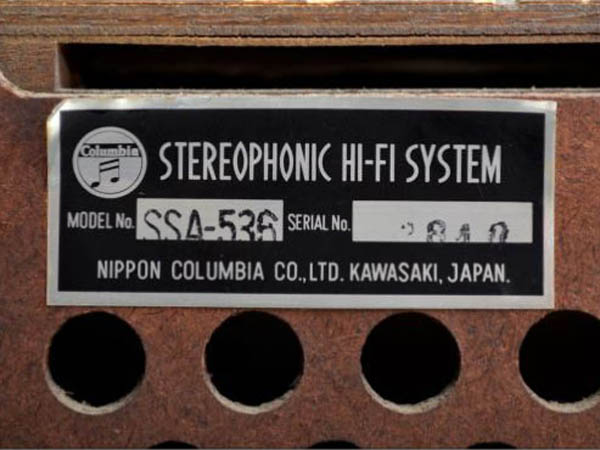 Columbia
STEREOPHONIC HI-FI SYSTEM
MODEL No. SSA-536 SERIAL No.
NIPPON COLUMBIA CO.,LTD. KAWASAKI, JAPAN.